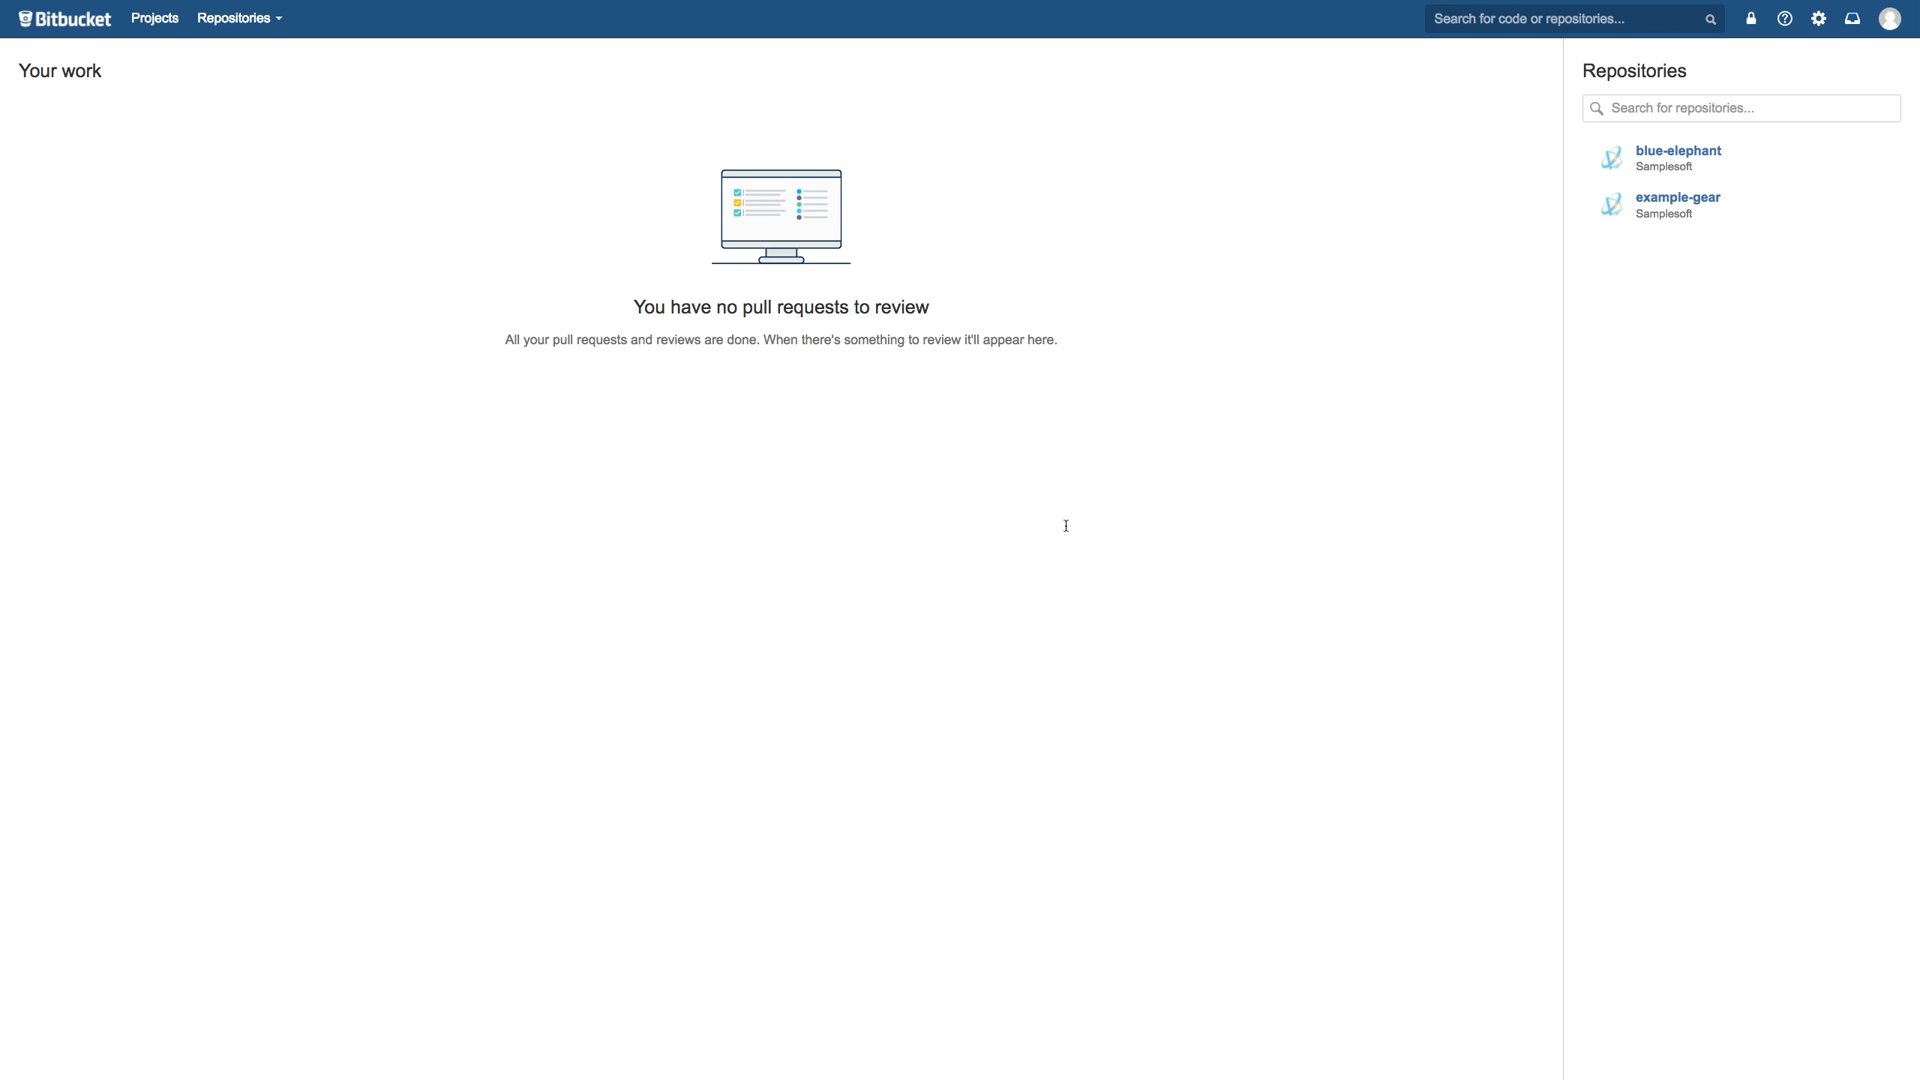 Bitbucket Projects Repositories Search for code or repositories...
Your work
You have no pull requests to review
All your pull requests and reviews are done. When there's something to review it'll appear here.
Repositories
Search for repositories...
blue-elephant
Samplesoft
example-gear
Samplesoft